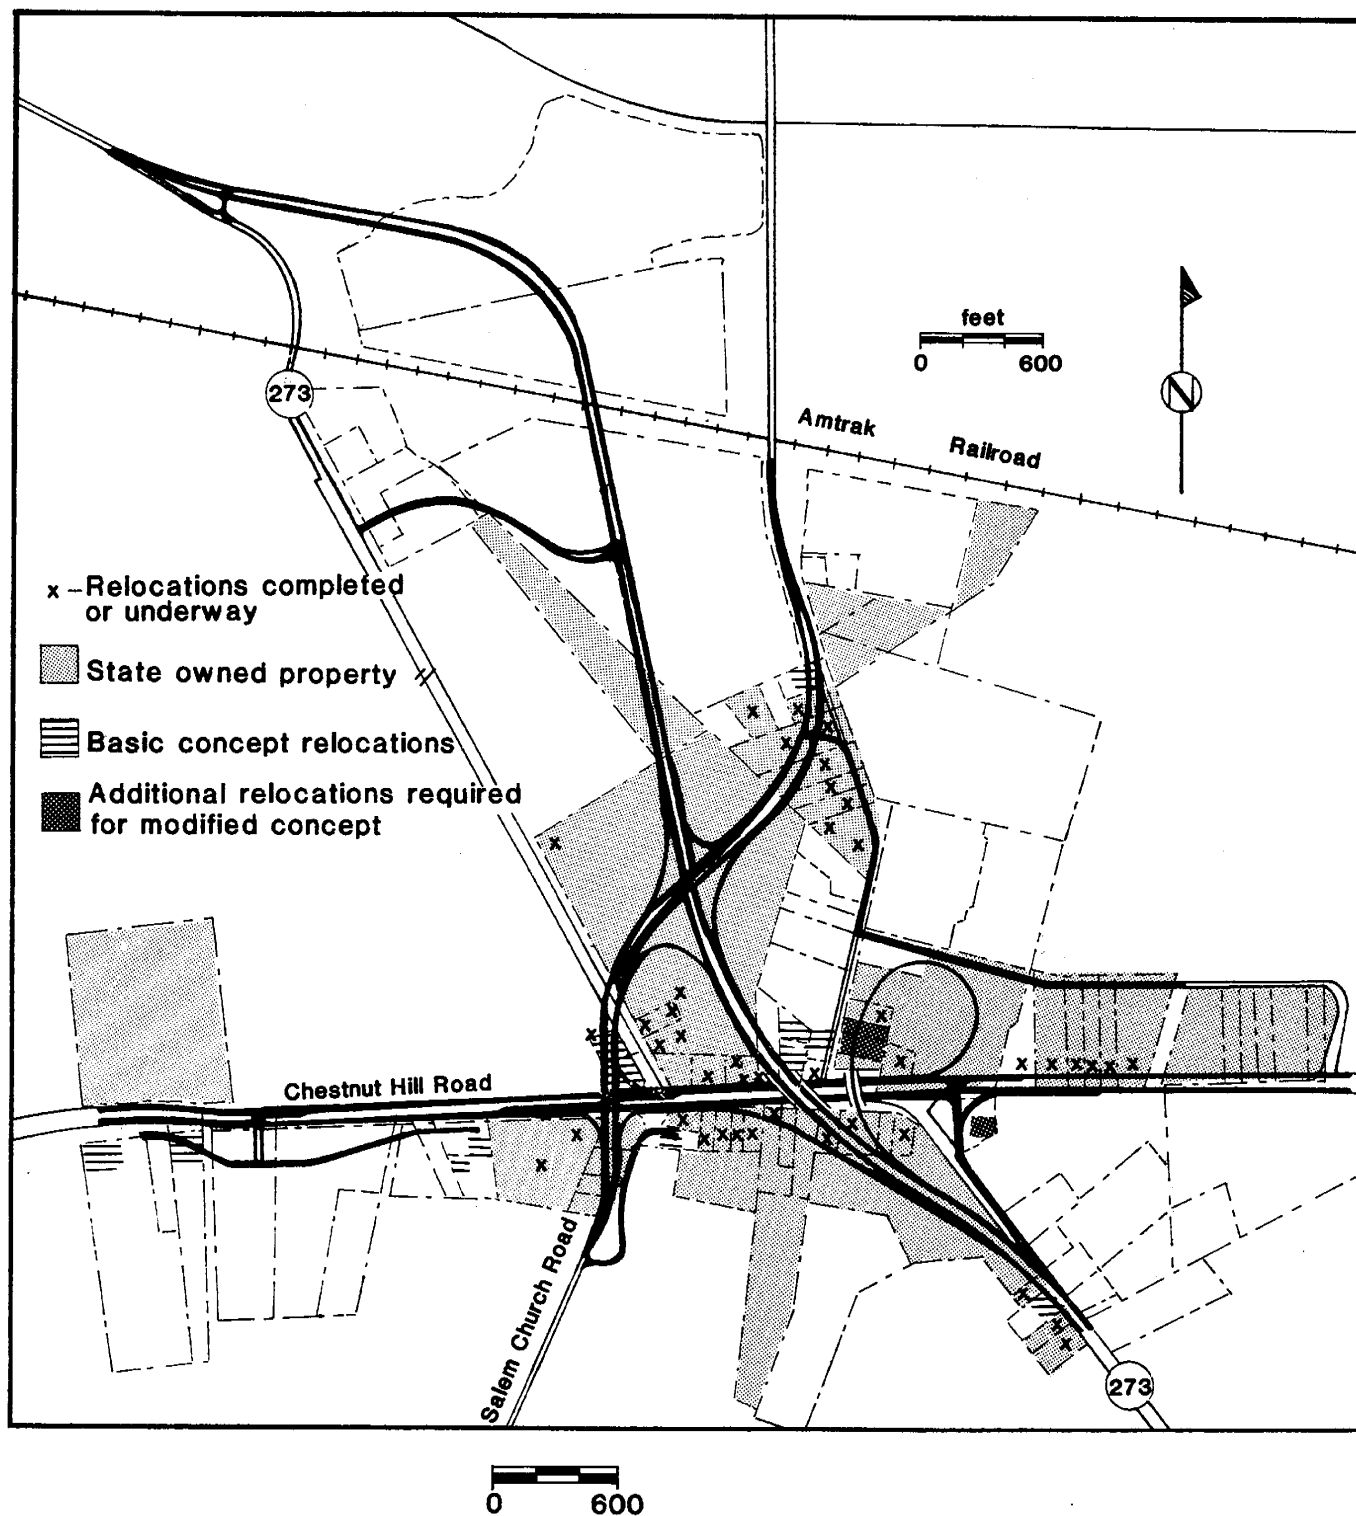 feet
0 600
N
273
Amtrak Railroad
x - Relocations completed
or underway
State owned property
Basic concept relocations
Additional relocations required
for modified concept
Chestnut Hill Road
Salem Church Road
273
0 600